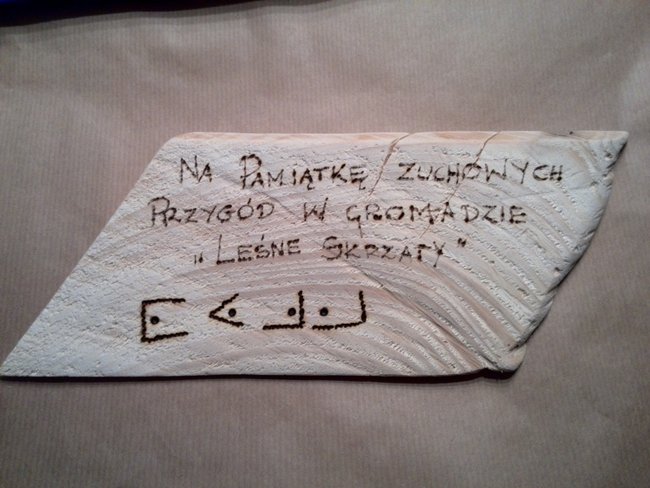 NA PAMIĄTKĘ ZUCHOWYCH
PRZYGÓD W GROMADZIE
„LEŚNE SKRZATY"